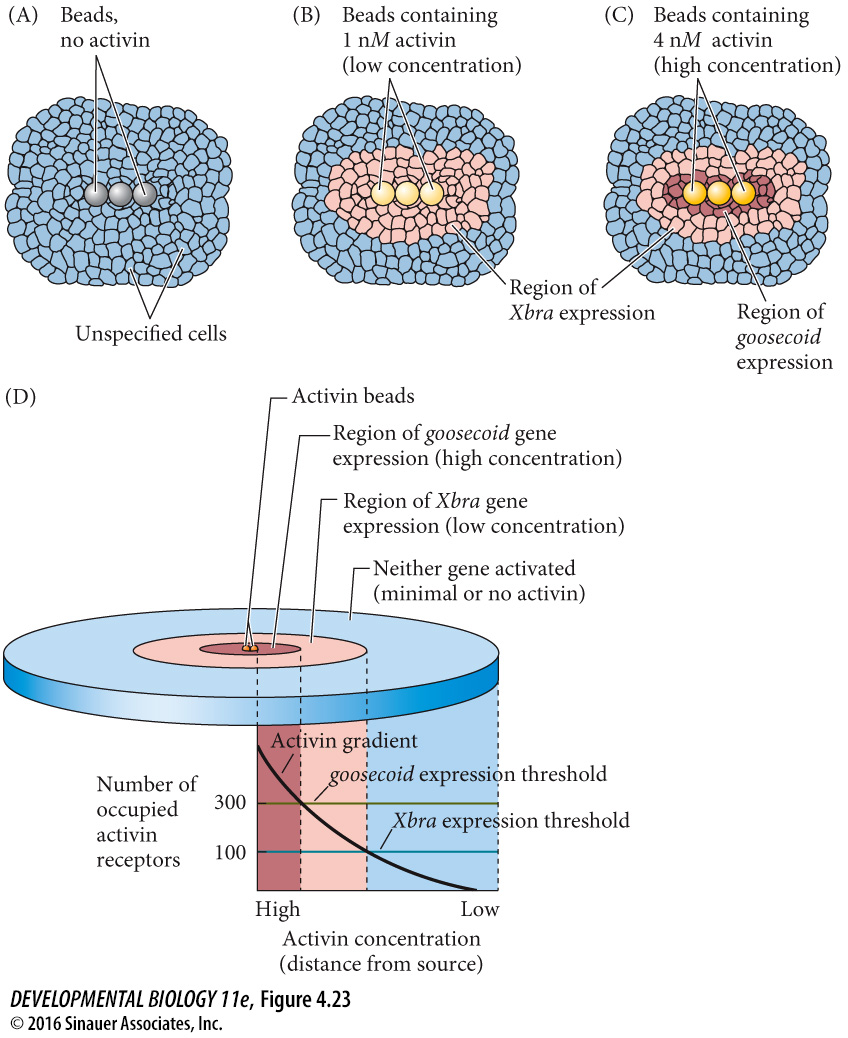 (A) Beads,
no activin
(B) Beads containing
1 nM activin
(low concentration)
(C) Beads containing
4 nM activin
(high concentration)
Unspecified cells
Region of
Xbra expression
Region of
goosecoid
expression
(D)
Activin beads
Region of goosecoid gene
expression (high concentration)
Region of Xbra gene
expression (low concentration)
Neither gene activated
(minimal or no activin)
Activin gradient
goosecoid expression threshold
Xbra expression threshold
Number of
occupied
activin
receptors
300
100
High
Low
Activin concentration
(distance from source)
DEVELOPMENTAL BIOLOGY 11e, Figure 4.23
© 2016 Sinauer Associates, Inc.